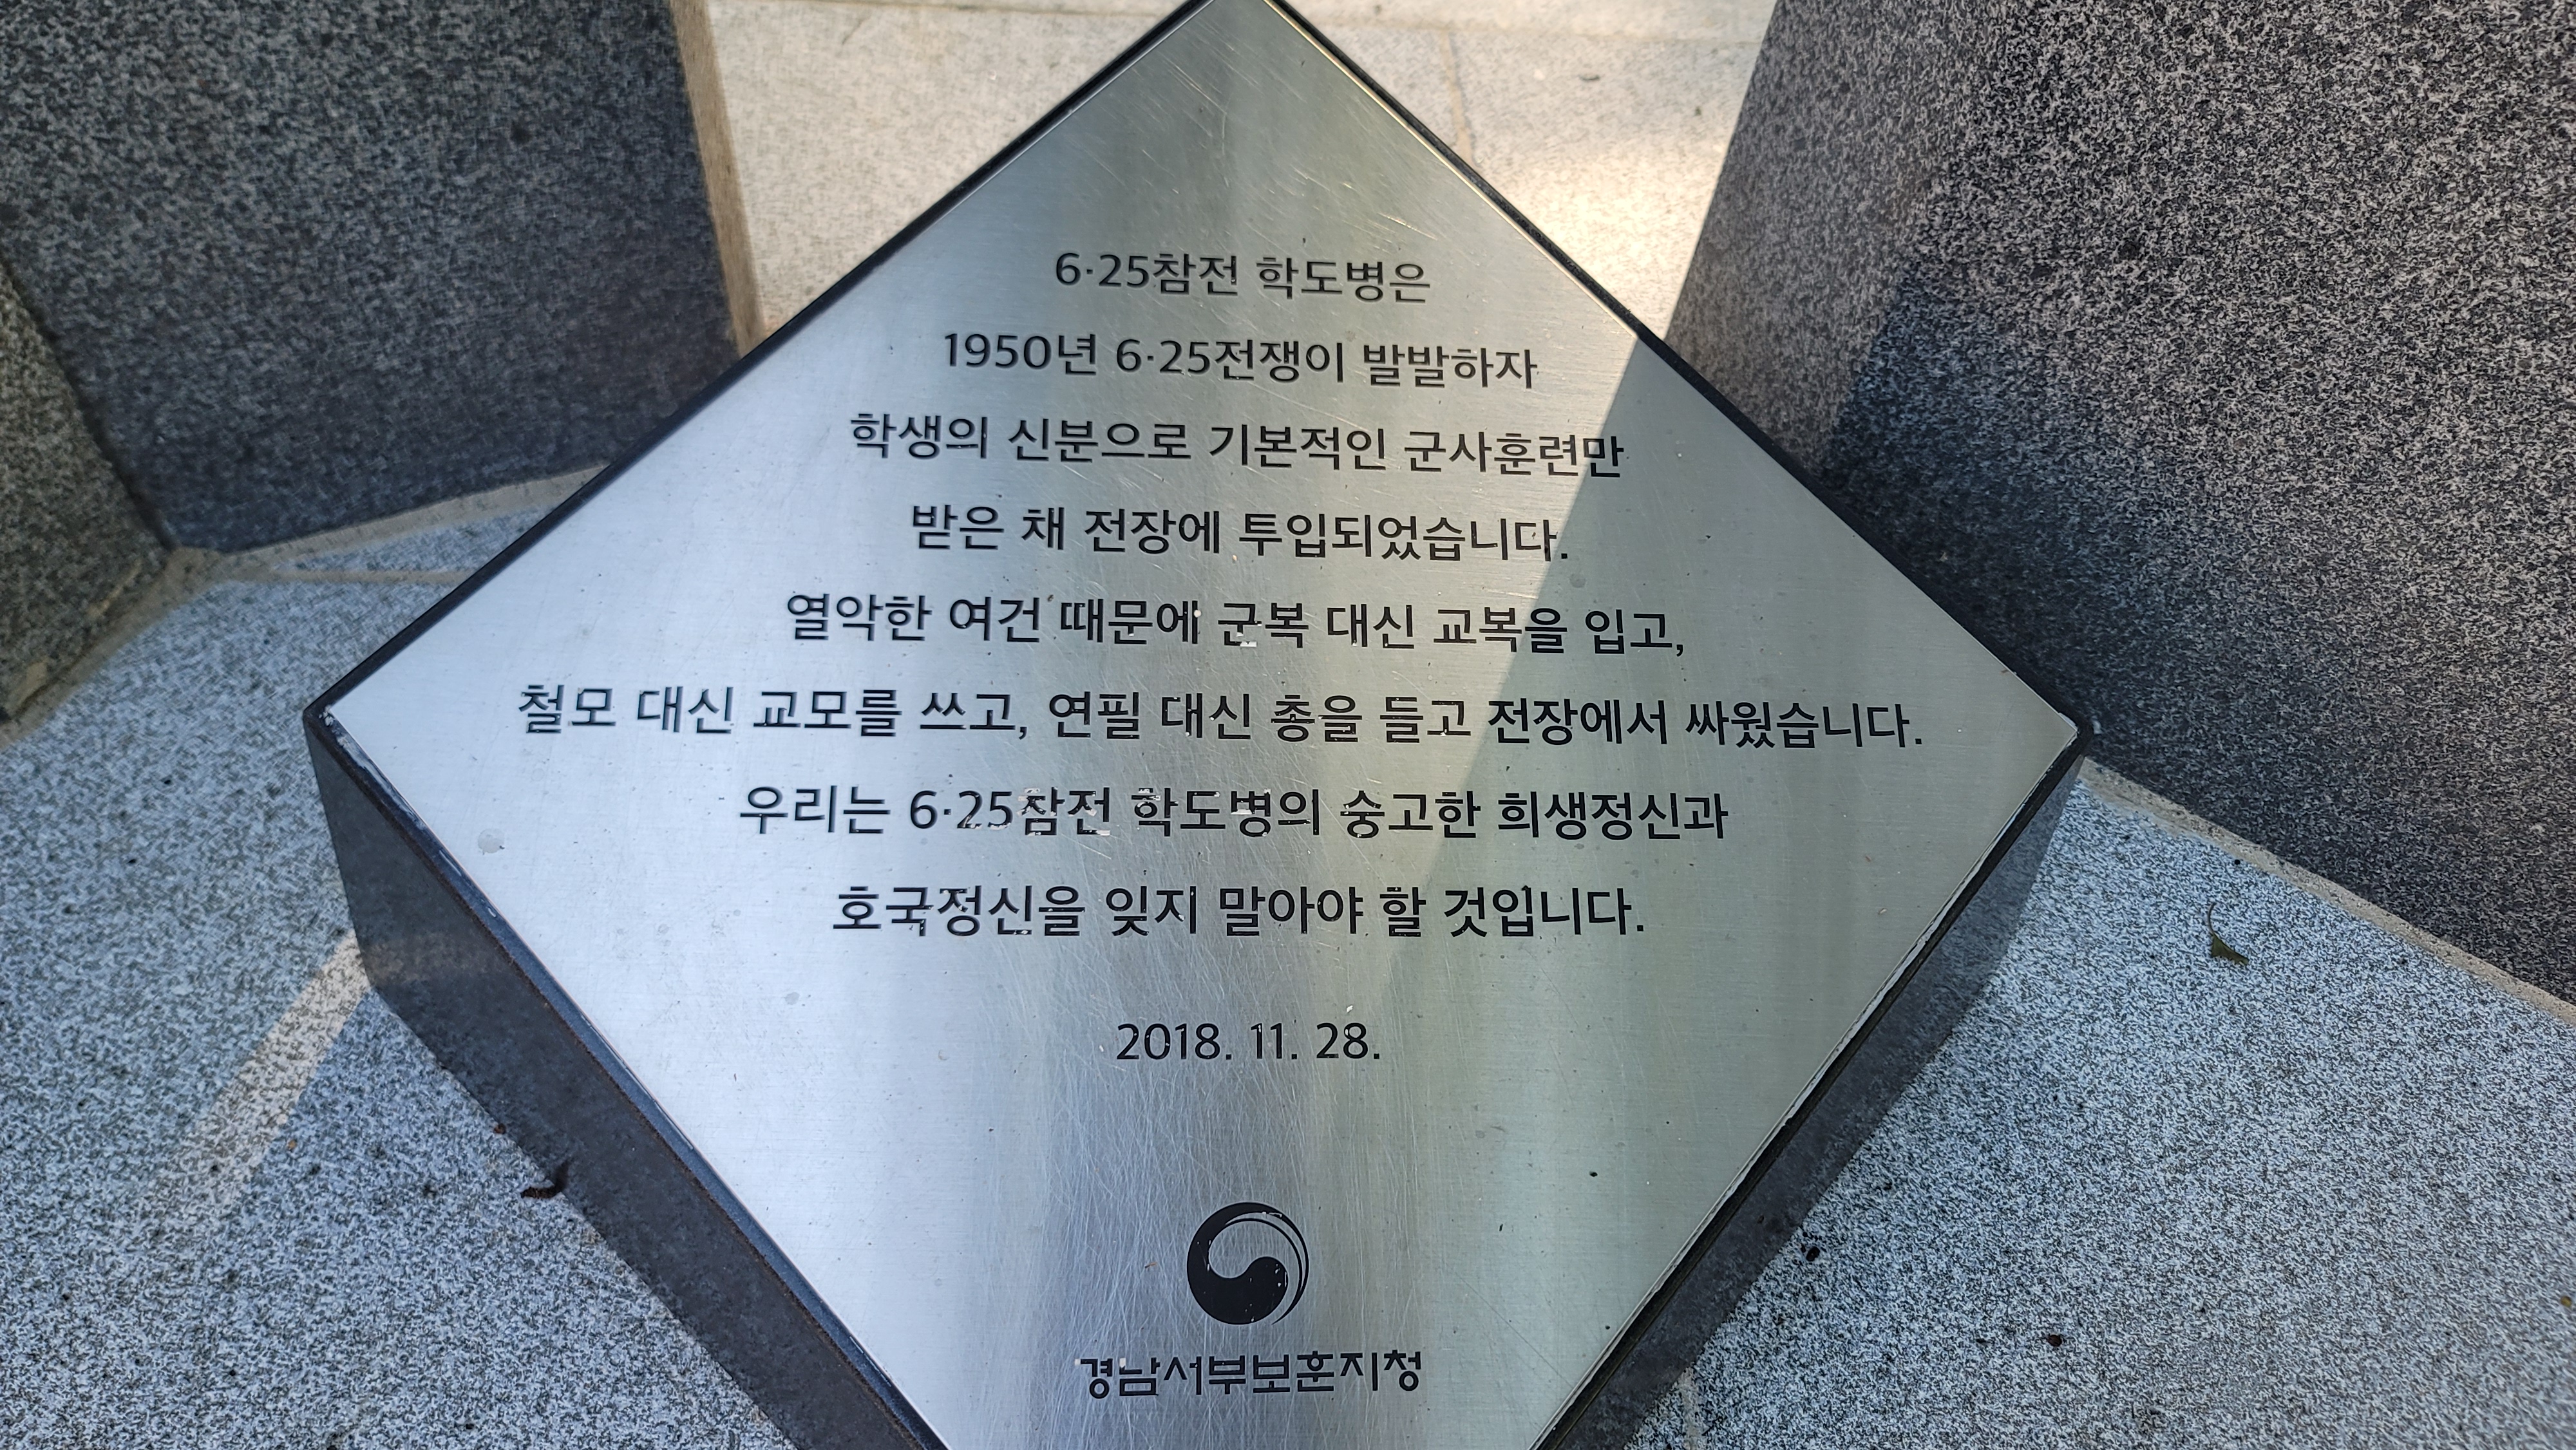 6·25참전 학도병은
1950년 6·25전쟁이 발발하자
학생의 신분으로 기본적인 군사훈련만
받은 채 전장에 투입되었습니다.
열악한 여건 때문에 군복 대신 교복을 입고,
철모 대신 교모를 쓰고, 연필 대신 총을 들고 전장에서 싸웠습니다.
우리는 6·25참전 학도병의 숭고한 희생정신과
호국정신을 잊지 말아야 할 것입니다.
2018. 11. 28.
경남서부보훈지청